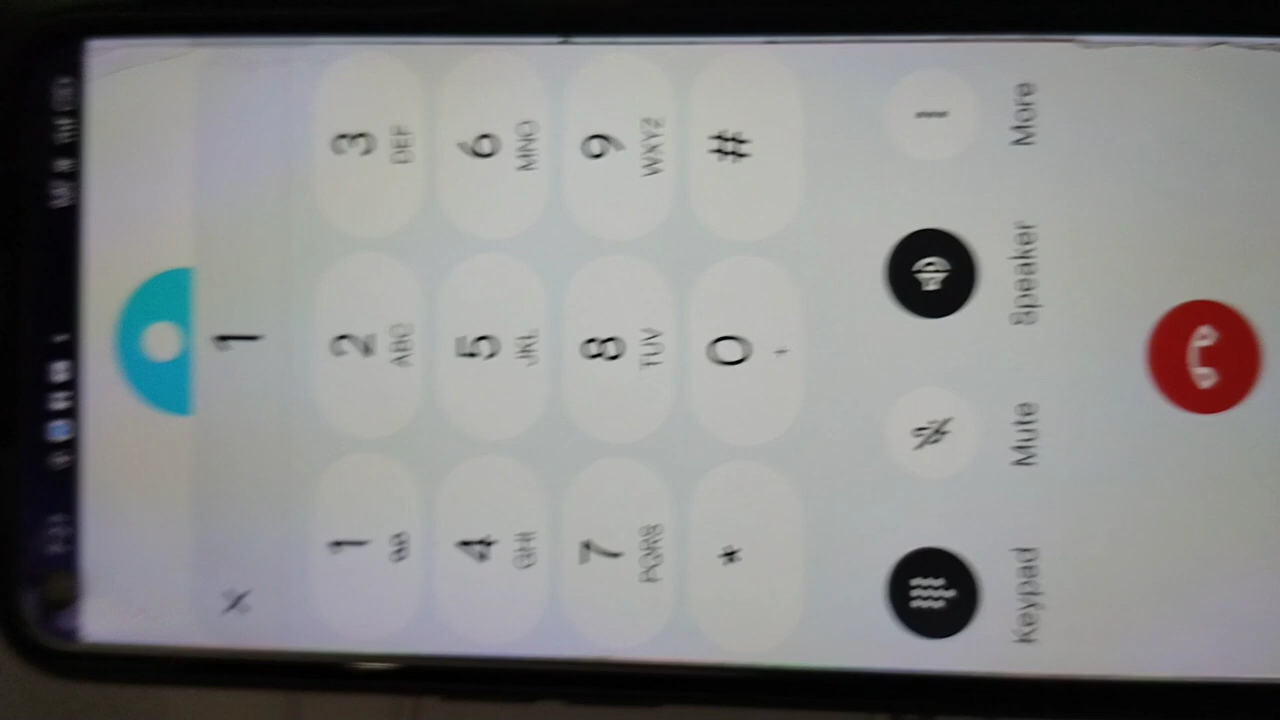 × 1
1 2 3
ABC DEF
4 5 6
GHI JKL MNO
7 8 9
PQRS TUV WXYZ
* 0 #
+
Keypad Mute Speaker More